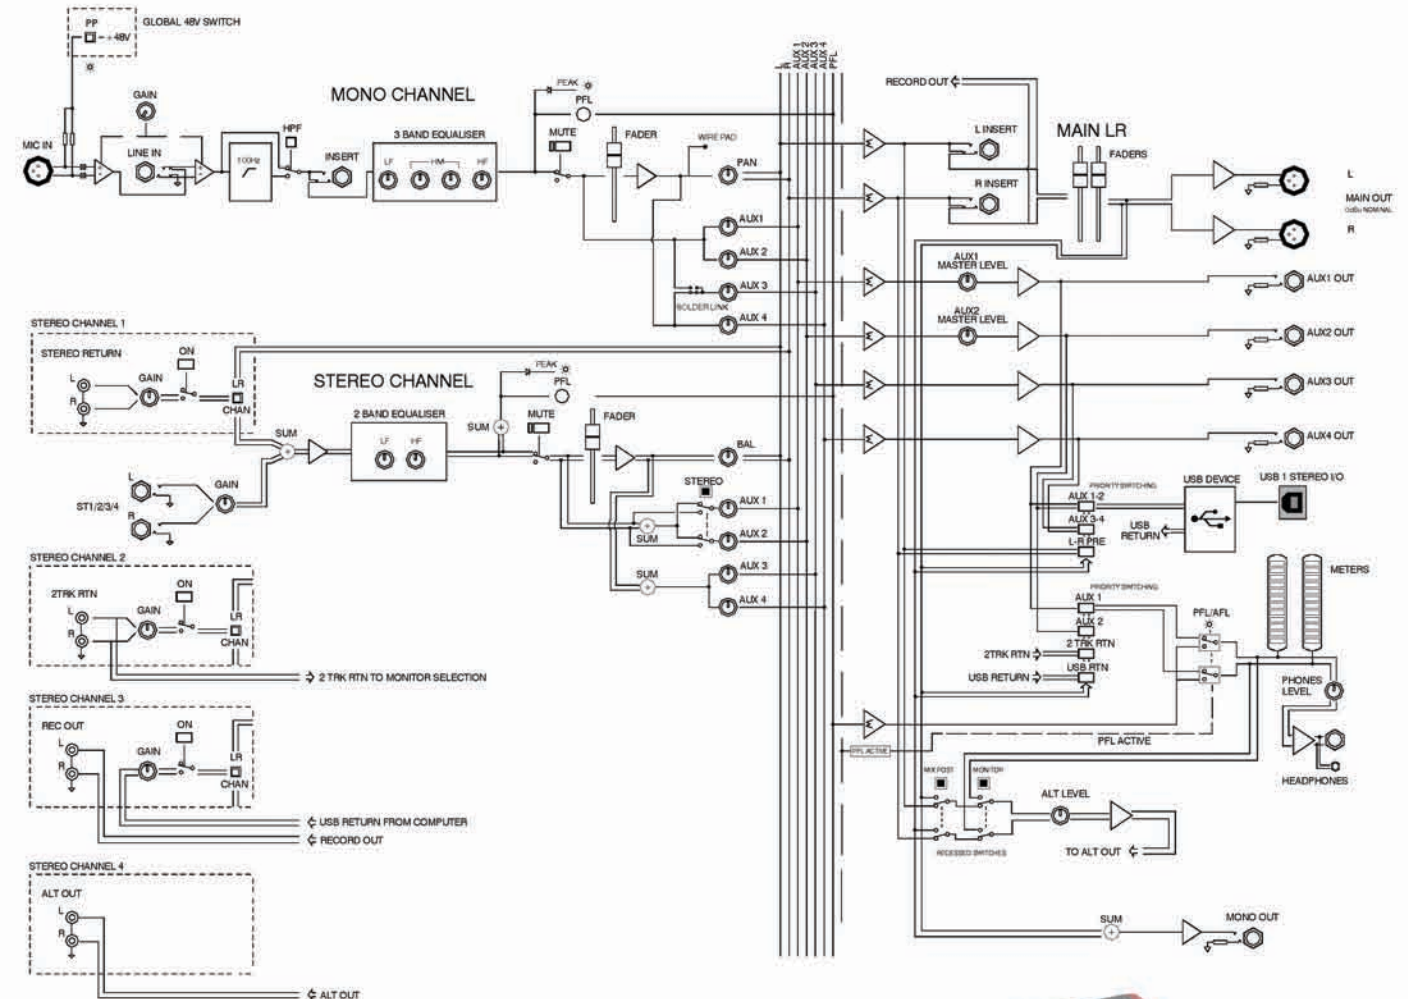 PP
GLOBAL 48V SWITCH
+48V
L
R
AUX 1
AUX 2
AUX 3
AUX 4
PFL
MONO CHANNEL
GAIN
MIC IN
LINE IN
HPF
100Hz
INSERT
3 BAND EQUALISER
LF
HM
HF
PEAK
PFL
MUTE
FADER
WIRE PAD
PAN
AUX1
AUX 2
AUX 3
SOLDER LINK
AUX 4
RECORD OUT
L INSERT
R INSERT
MAIN LR
FADERS
L
MAIN OUT
R
AUX1
MASTER LEVEL
AUX1 OUT
AUX2
MASTER LEVEL
AUX2 OUT
AUX3 OUT
AUX4 OUT
STEREO CHANNEL 1
STEREO RETURN
ON
L
GAIN
R
LR
CHAN
STEREO CHANNEL
SUM
2 BAND EQUALISER
LF
HF
PEAK
PFL
SUM
MUTE
FADER
BAL
STEREO
AUX 1
SUM
AUX 2
SUM
AUX 3
AUX 4
L
GAIN
ST1/2/3/4
R
STEREO CHANNEL 2
2TRK RTN
ON
L
GAIN
R
LR
CHAN
2 TRK RTN TO MONITOR SELECTION
STEREO CHANNEL 3
REC OUT
ON
L
GAIN
R
LR
CHAN
USB RETURN FROM COMPUTER
RECORD OUT
STEREO CHANNEL 4
ALT OUT
L
R
ALT OUT
PRIORITY SWITCHING
AUX 1-2
AUX 3-4
L-R PRE
USB DEVICE
USB 1 STEREO I/O
USB
RETURN
METERS
PRIORITY SWITCHING
AUX 1
AUX 2
2 TRK RTN
2TRK RTN
USB RTN
USB RETURN
PFL/AFL
PHONES
LEVEL
HEADPHONES
PFL ACTIVE
PFL ACTIVE
MIX POST
MONITOR
RECESSED SWITCHES
ALT LEVEL
TO ALT OUT
SUM
MONO OUT